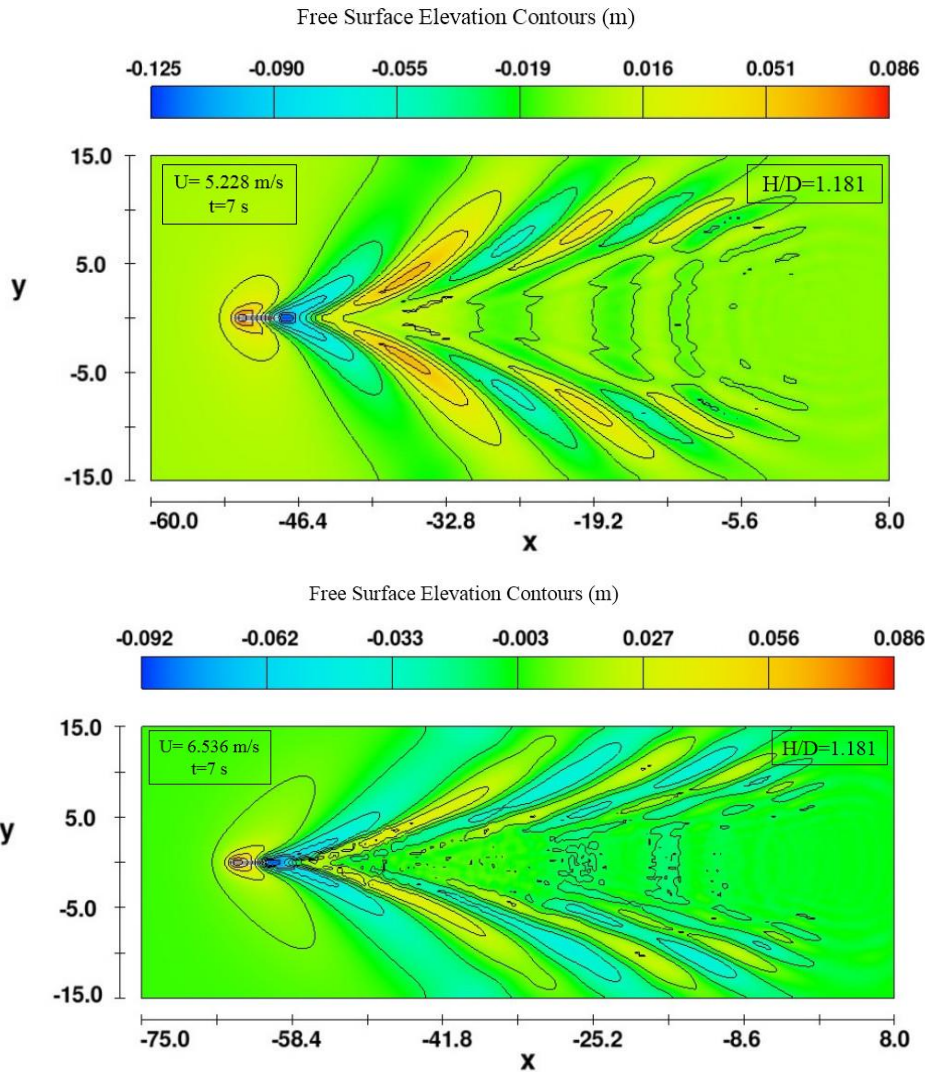 Free Surface Elevation Contours (m)
-0.125 -0.090 -0.055 -0.019 0.016 0.051 0.086
15.0
U= 5.228 m/s
t=7 s
H/D=1.181
5.0
y
-5.0
-15.0
-60.0 -46.4 -32.8 -19.2 -5.6 8.0
x
Free Surface Elevation Contours (m)
-0.092 -0.062 -0.033 -0.003 0.027 0.056 0.086
15.0
U= 6.536 m/s
t=7 s
H/D=1.181
5.0
y
-5.0
-15.0
-75.0 -58.4 -41.8 -25.2 -8.6 8.0
x